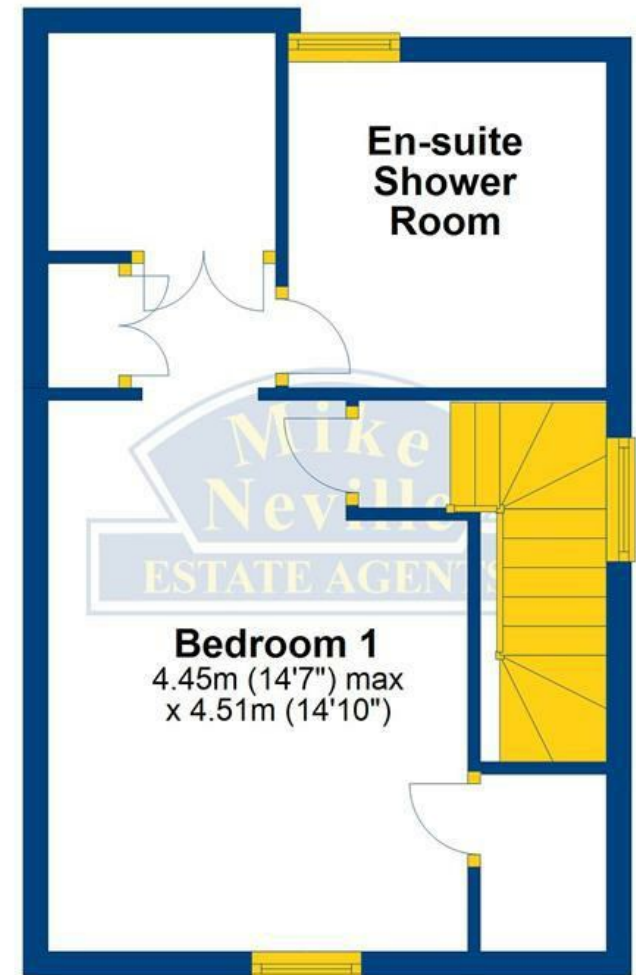 En-suite
Shower
Room
Mike
Neville
ESTATE AGENTS
Bedroom 1
4.45m (14'7") max
x 4.51m (14'10")